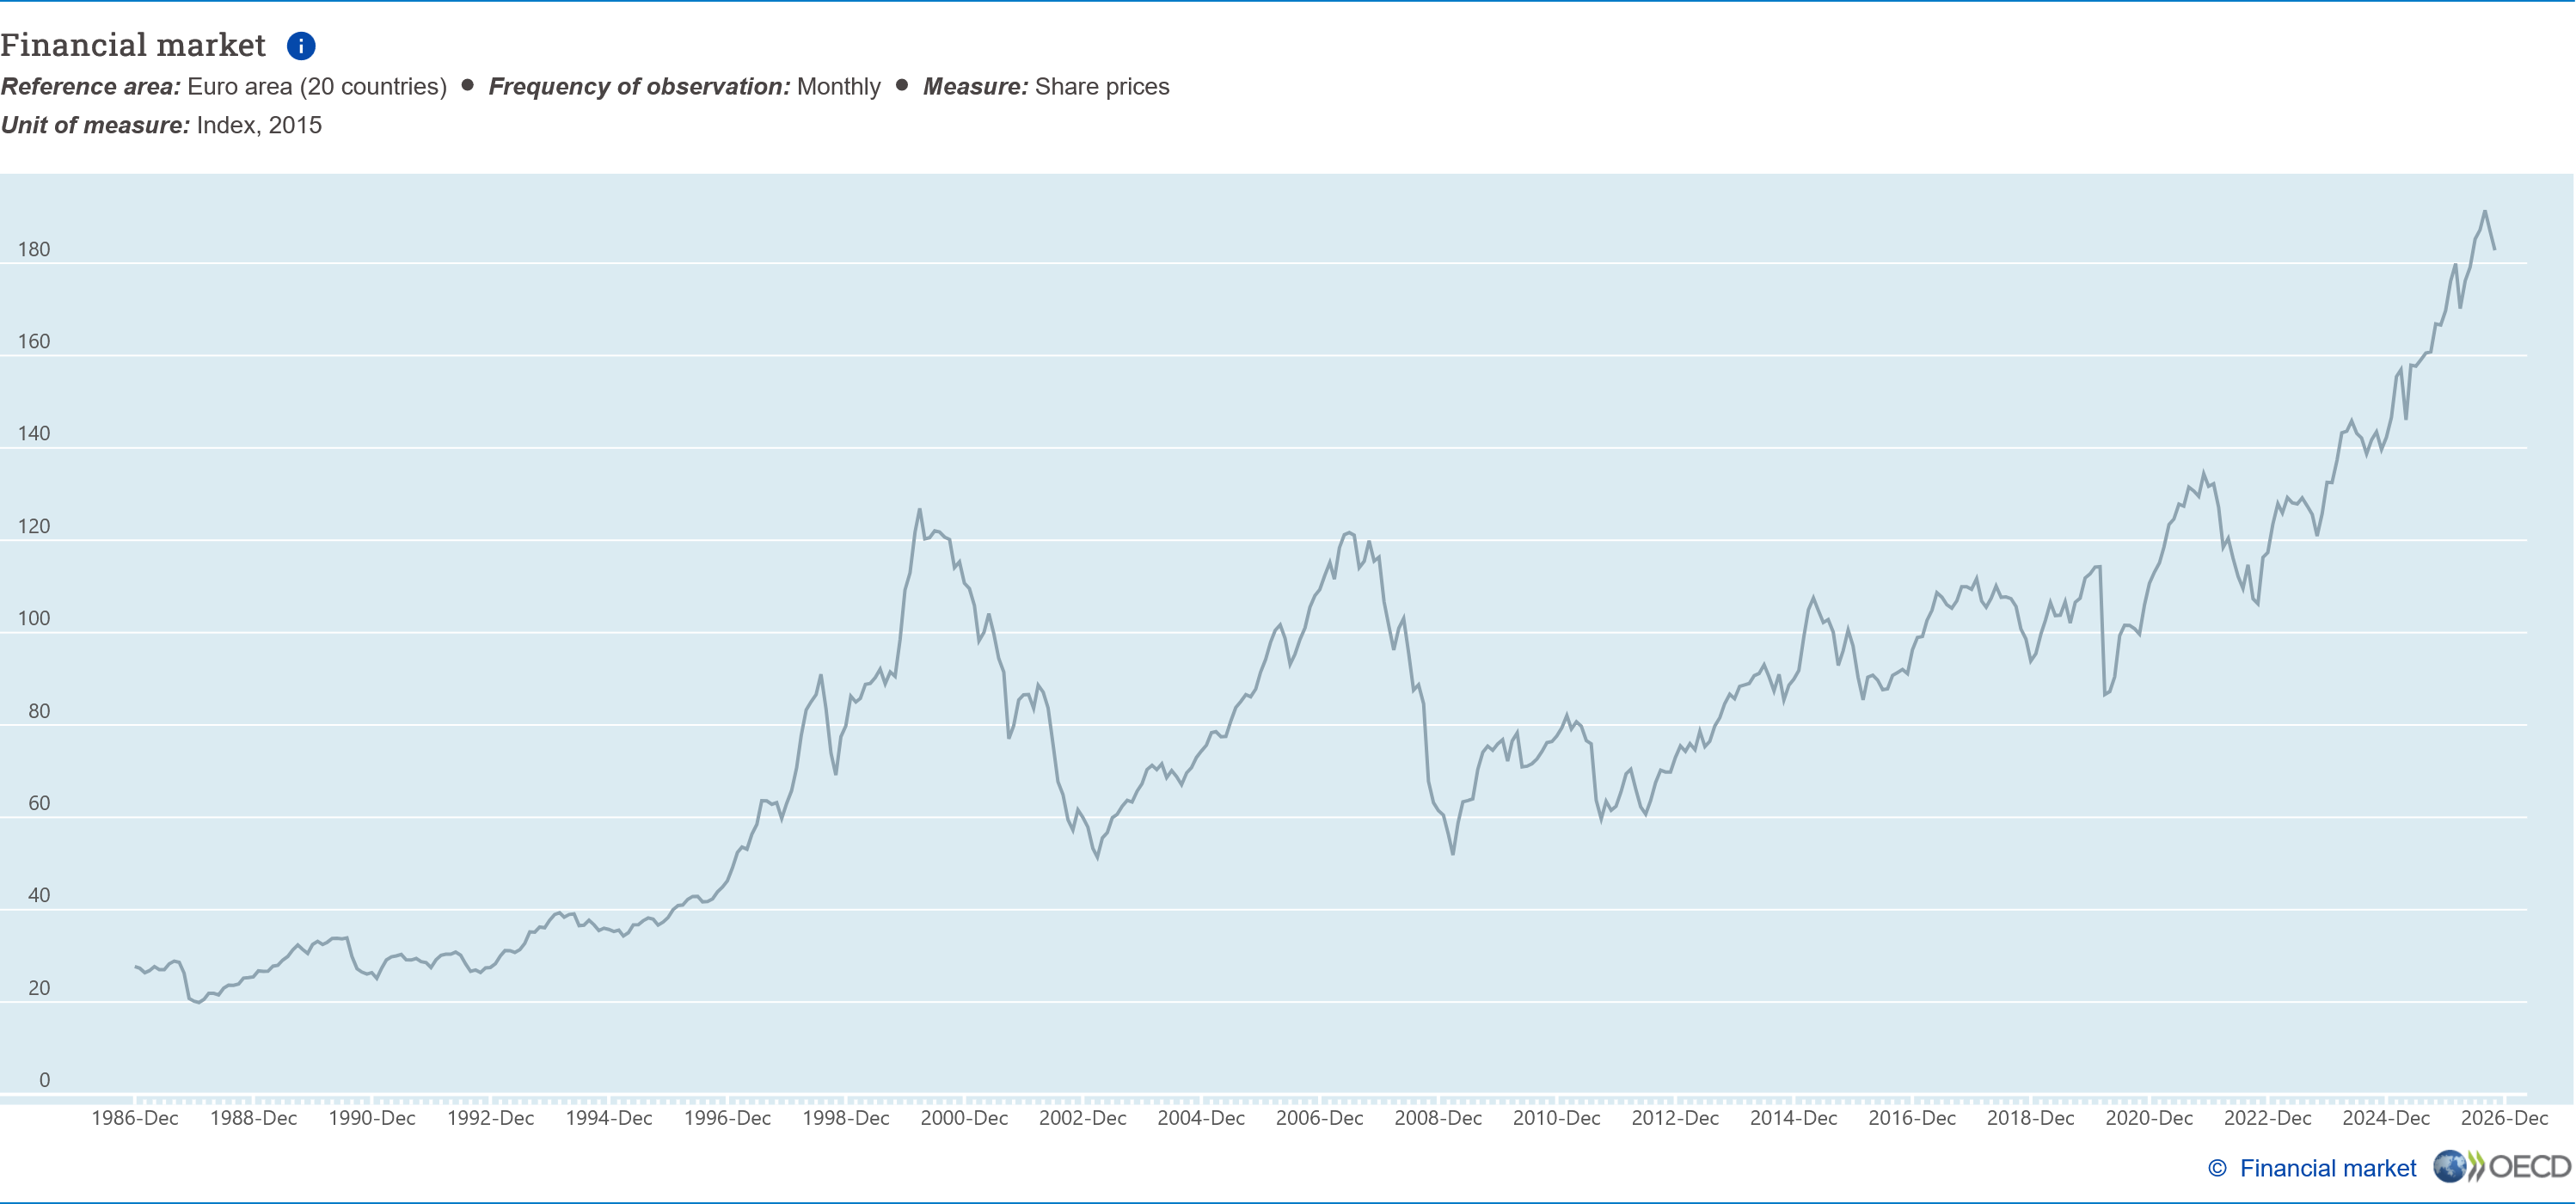 Financial market i
Reference area: Euro area (20 countries) ● Frequency of observation: Monthly ● Measure: Share prices
Unit of measure: Index, 2015
180
160
140
120
100
80
60
40
20
0
1986-Dec 1988-Dec 1990-Dec 1992-Dec 1994-Dec 1996-Dec 1998-Dec 2000-Dec 2002-Dec 2004-Dec 2006-Dec 2008-Dec 2010-Dec 2012-Dec 2014-Dec 2016-Dec 2018-Dec 2020-Dec 2022-Dec 2024-Dec 2026-Dec
© Financial market OECD